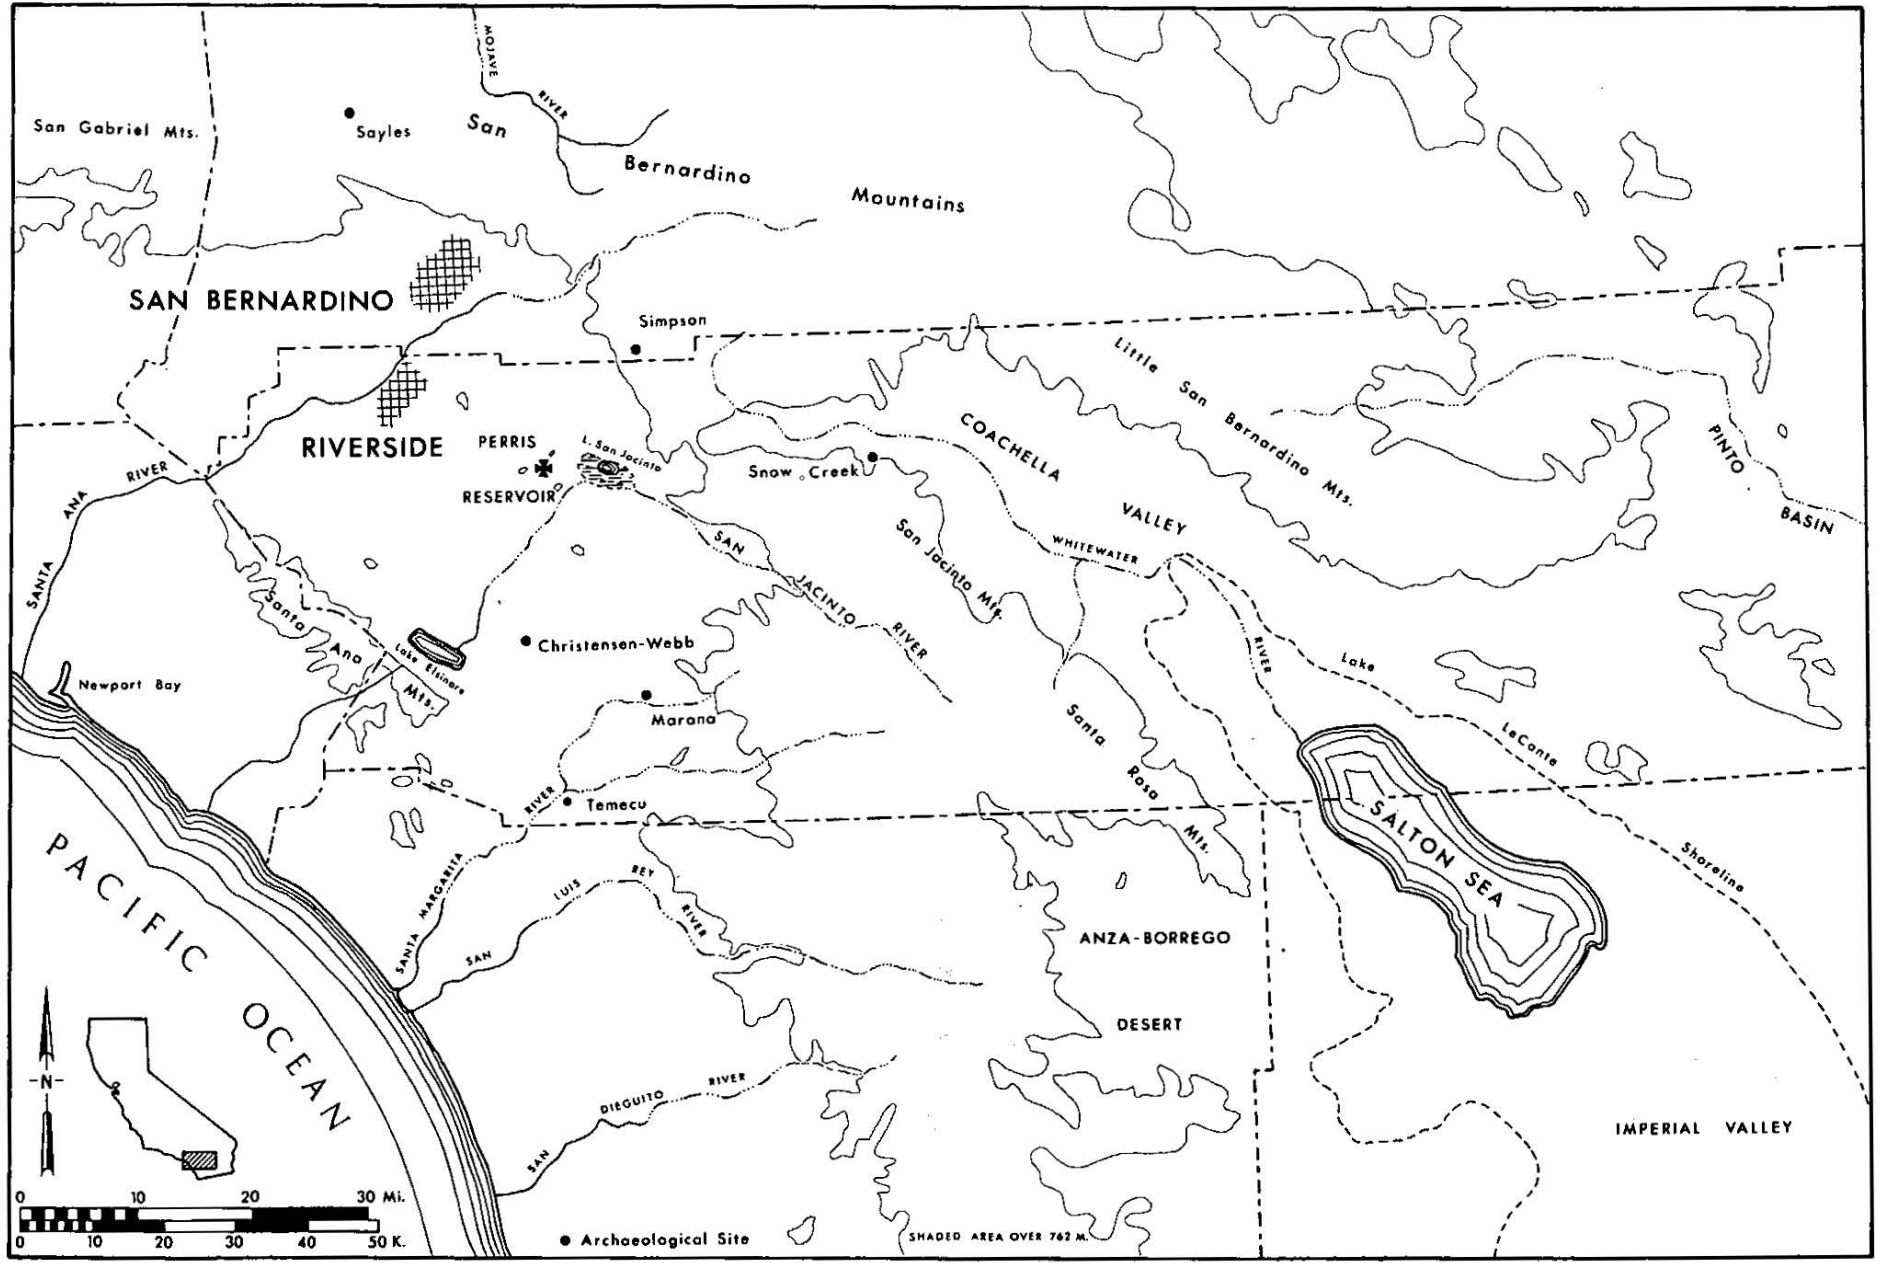 MOJAVE
RIVER
San Gabriel Mts.
Sayles
San
Bernardino
Mountains
SAN BERNARDINO
Simpson
Little San Bernardino Mts.
RIVERSIDE
PERRIS
RESERVOIR
L. San Jacinto
Snow Creek
COACHELLA
VALLEY
PINTO
BASIN
SANTA ANA RIVER
SAN JACINTO RIVER
San Jacinto Mts.
WHITEWATER
RIVER
Santa Ana Mts.
Lake Elsinore
Christensen-Webb
Newport Bay
Marana
Lake LeConte Shoreline
Santa Rosa Mts.
Temecu
RIVER
SANTA MARGARITA
SALTON SEA
SAN LUIS REY RIVER
PACIFIC OCEAN
ANZA-BORREGO
DESERT
-N-
SAN DIEGUITO RIVER
IMPERIAL VALLEY
0 10 20 30 Mi.
0 10 20 30 40 50 K.
Archaeological Site
SHADED AREA OVER 762 M.